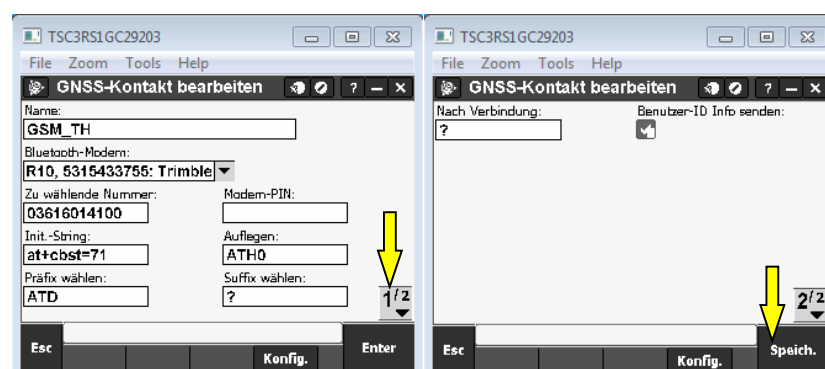 TSC3RS1GC29203
File Zoom Tools Help
GNSS-Kontakt bearbeiten ? – ×
Name:
GSM_TH
Bluetooth-Modem:
R10, 5315433755: Trimble
Zu wählende Nummer: Modem-PIN:
03616014100
Init.-String: Auflegen:
at+cbst=71 ATH0
Präfix wählen: Suffix wählen:
ATD ?
1/2
Esc Konfig. Enter
TSC3RS1GC29203
File Zoom Tools Help
GNSS-Kontakt bearbeiten ? – ×
Nach Verbindung: Benutzer-ID Info senden:
?
2/2
Esc Konfig. Speich.